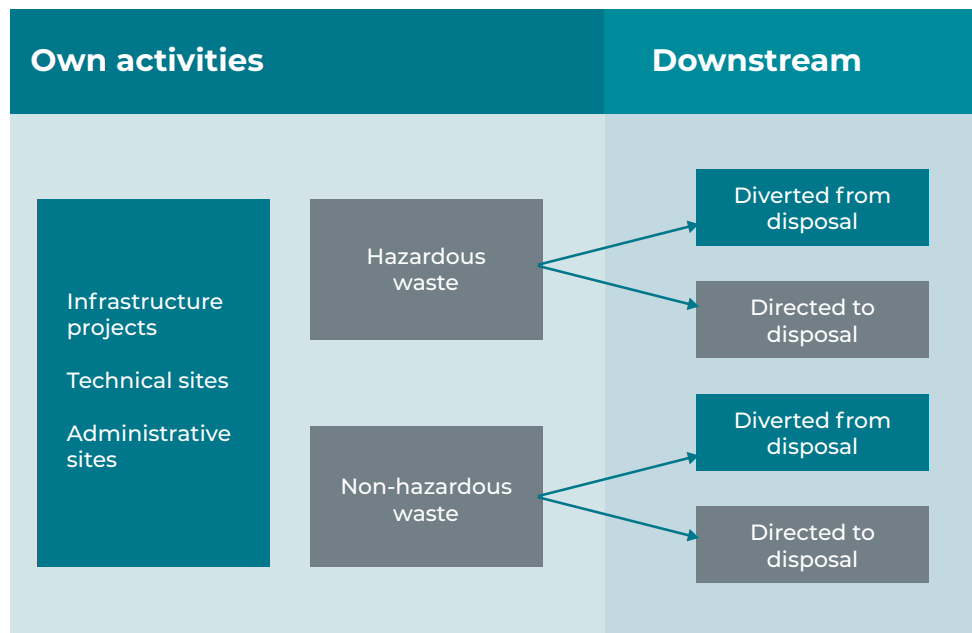 Own activities
Downstream
Infrastructure
projects
Technical sites
Administrative
sites
Hazardous
waste
Non-hazardous
waste
Diverted from
disposal
Directed to
disposal
Diverted from
disposal
Directed to
disposal